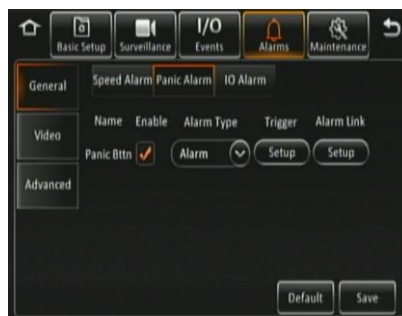 I/O
Basic Setup Surveillance Events Alarms Maintenance
General
Speed Alarm Panic Alarm IO Alarm
Name Enable Alarm Type Trigger Alarm Link
Video
Panic Bttn Alarm Setup Setup
Advanced
Default Save